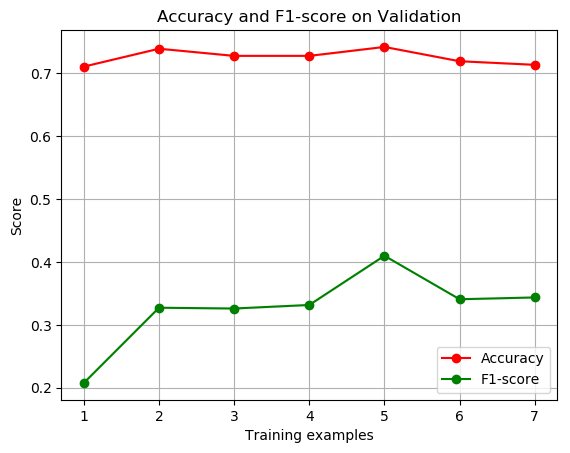 Accuracy and F1-score on Validation
Score
0.7
0.6
0.5
0.4
0.3
0.2
Accuracy
F1-score
1 2 3 4 5 6 7
Training examples